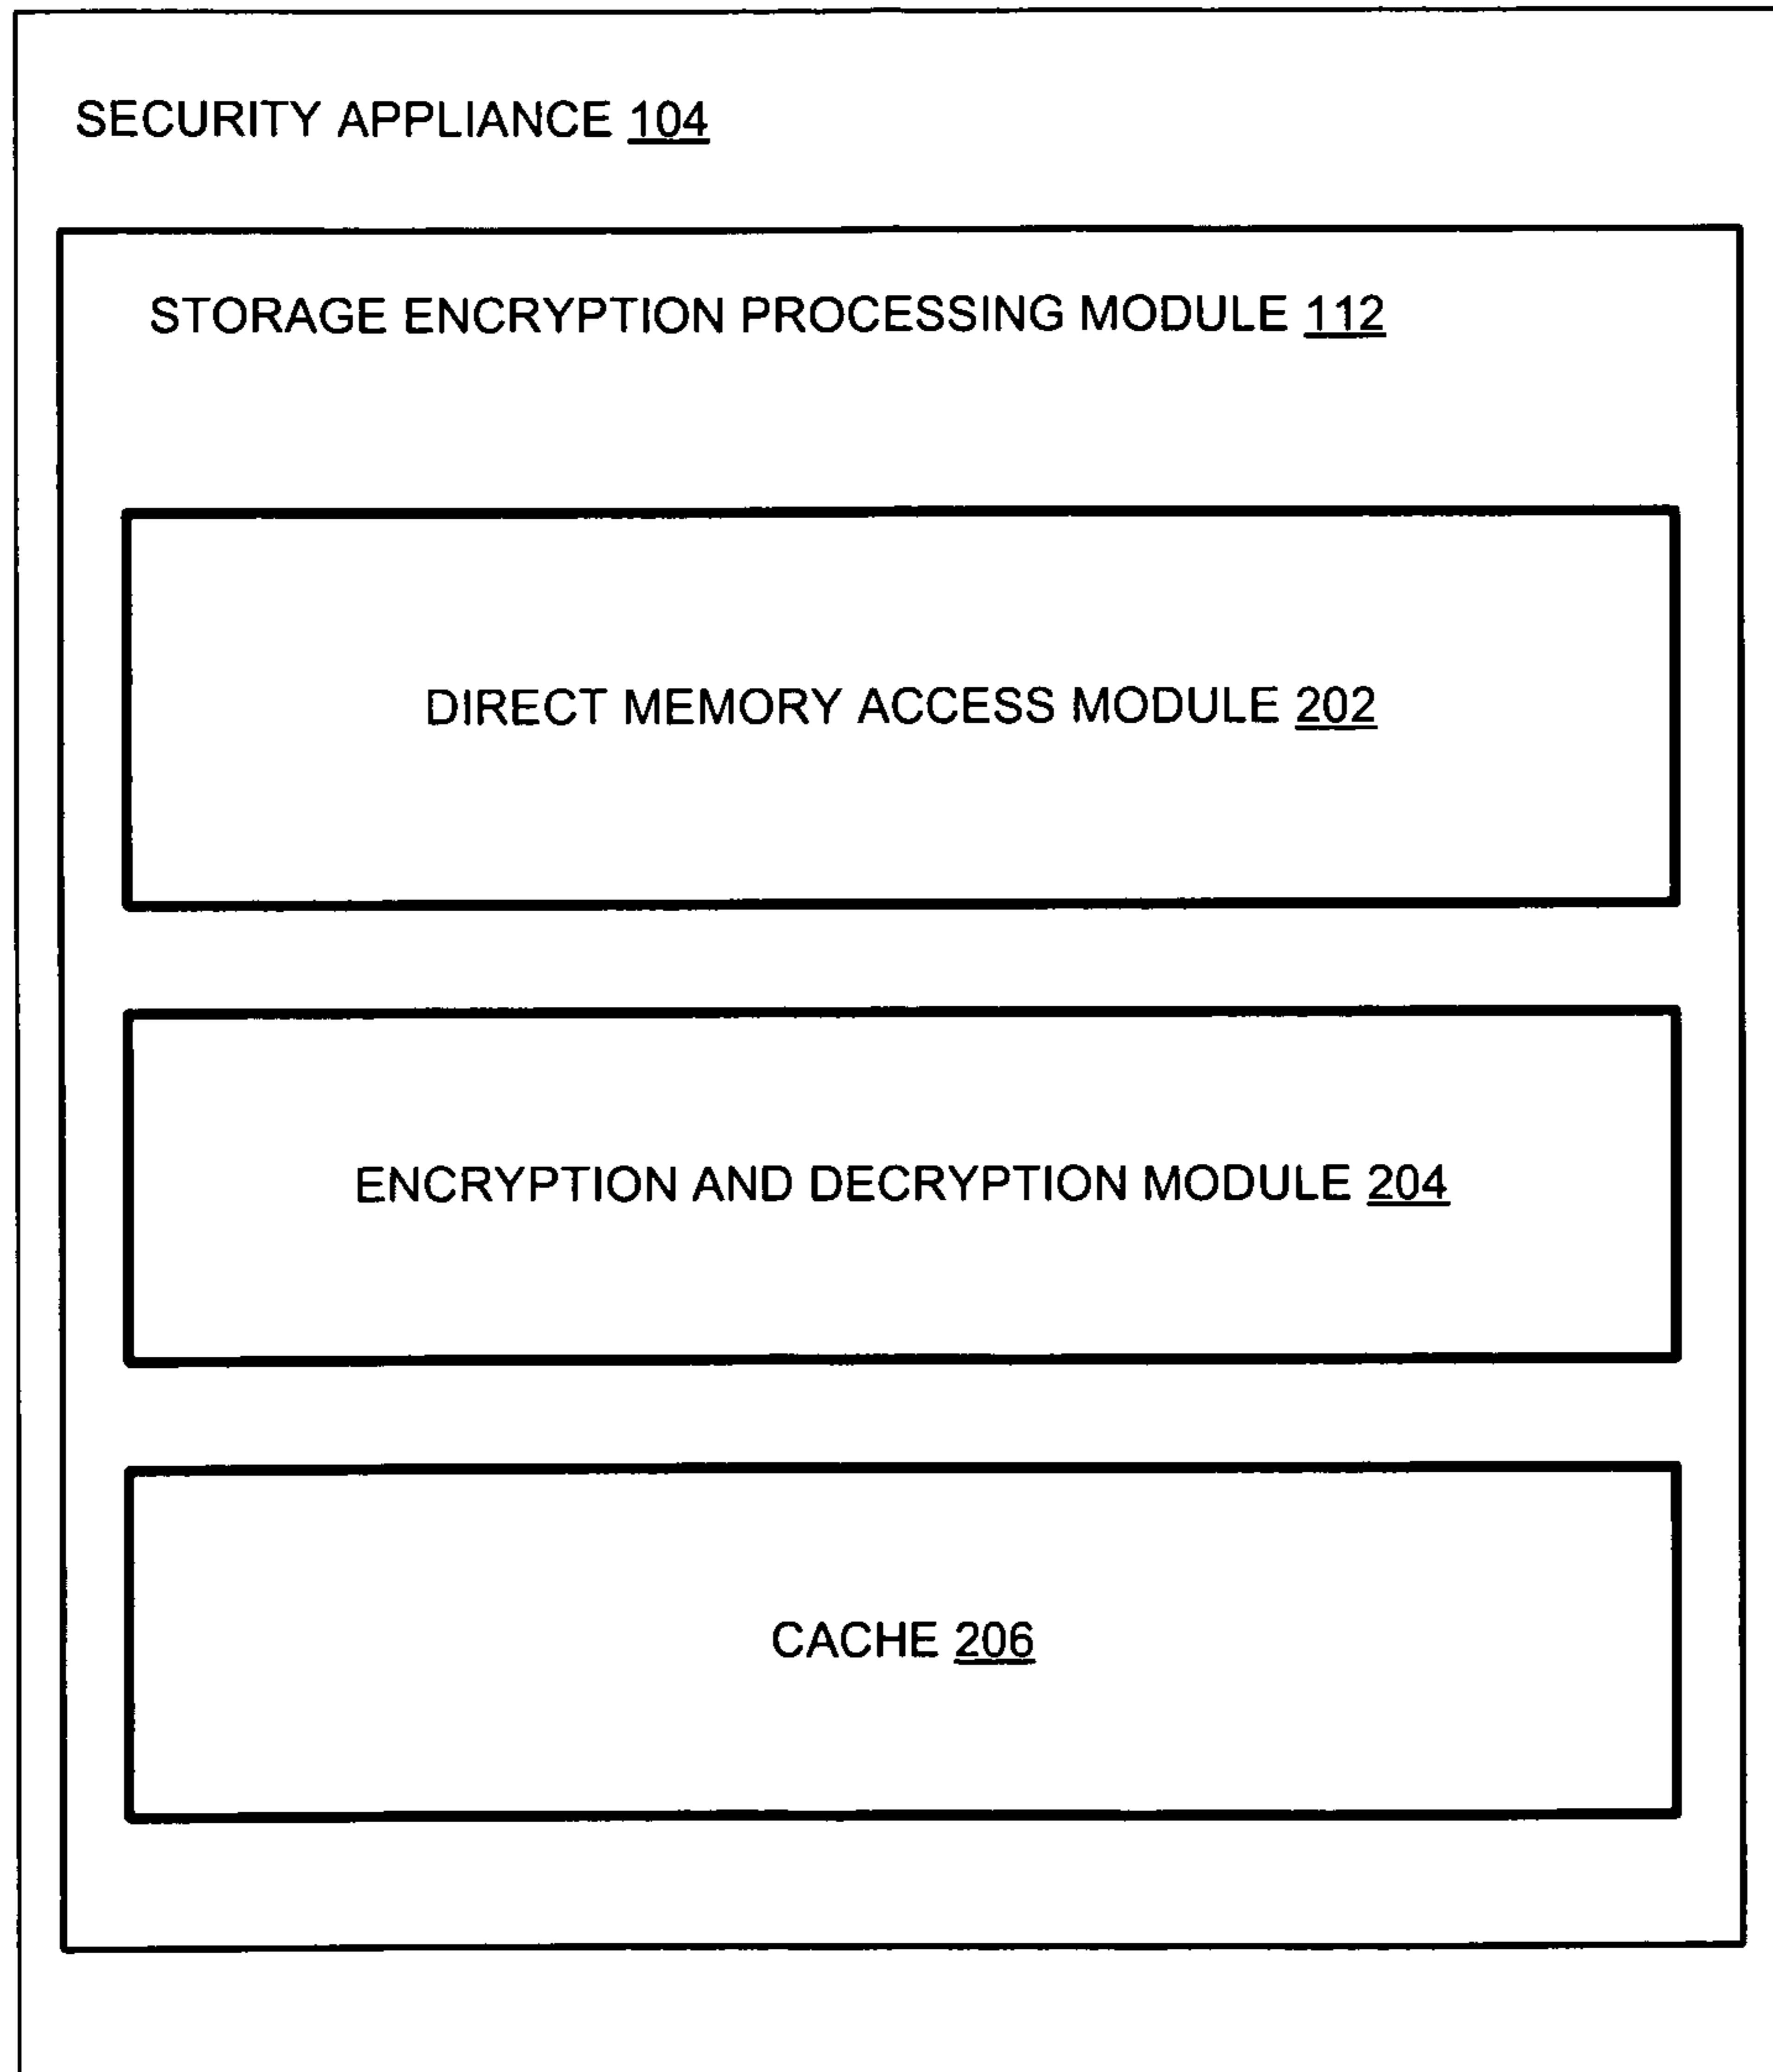 SECURITY APPLIANCE 104
STORAGE ENCRYPTION PROCESSING MODULE 112
DIRECT MEMORY ACCESS MODULE 202
ENCRYPTION AND DECRYPTION MODULE 204
CACHE 206